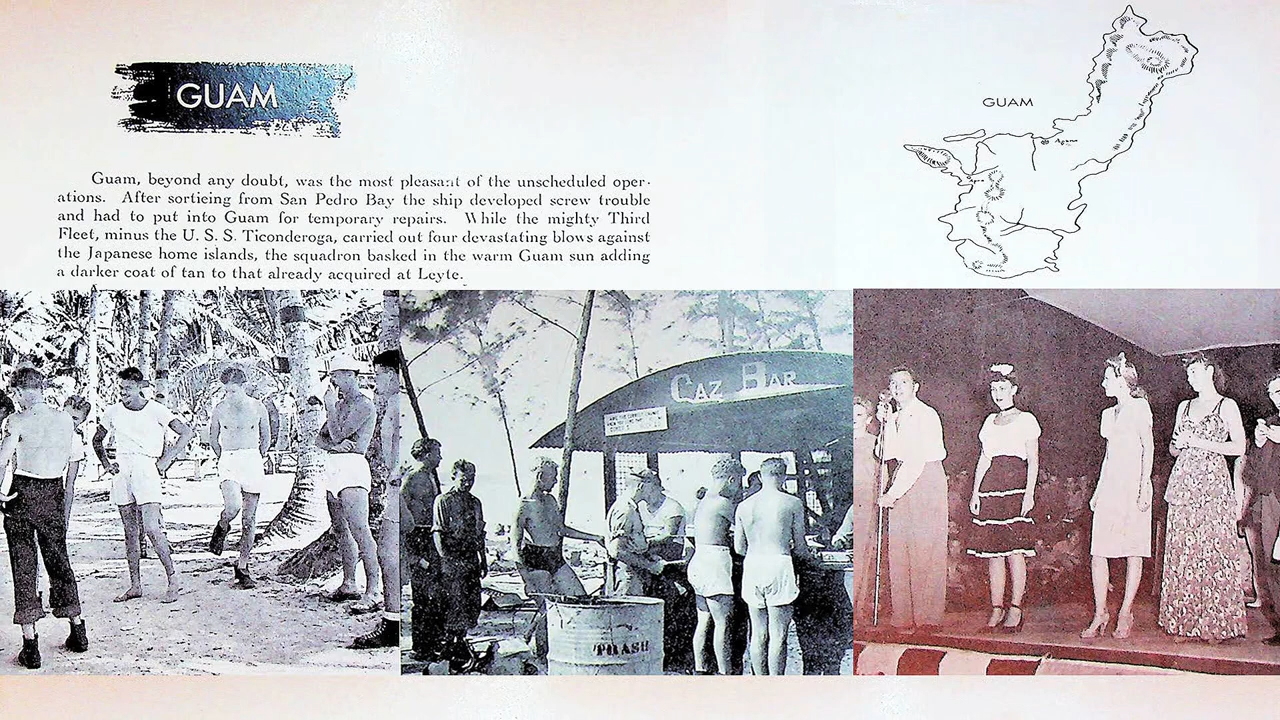 GUAM
Guam, beyond any doubt, was the most pleasant of the unscheduled oper-
ations. After sortieing from San Pedro Bay the ship developed screw trouble
and had to put into Guam for temporary repairs. While the mighty Third
Fleet, minus the U. S. S. Ticonderoga, carried out four devastating blows against
the Japanese home islands, the squadron basked in the warm Guam sun adding
a darker coat of tan to that already acquired at Leyte.
GUAM
Agana
CAZ BAR
TRASH